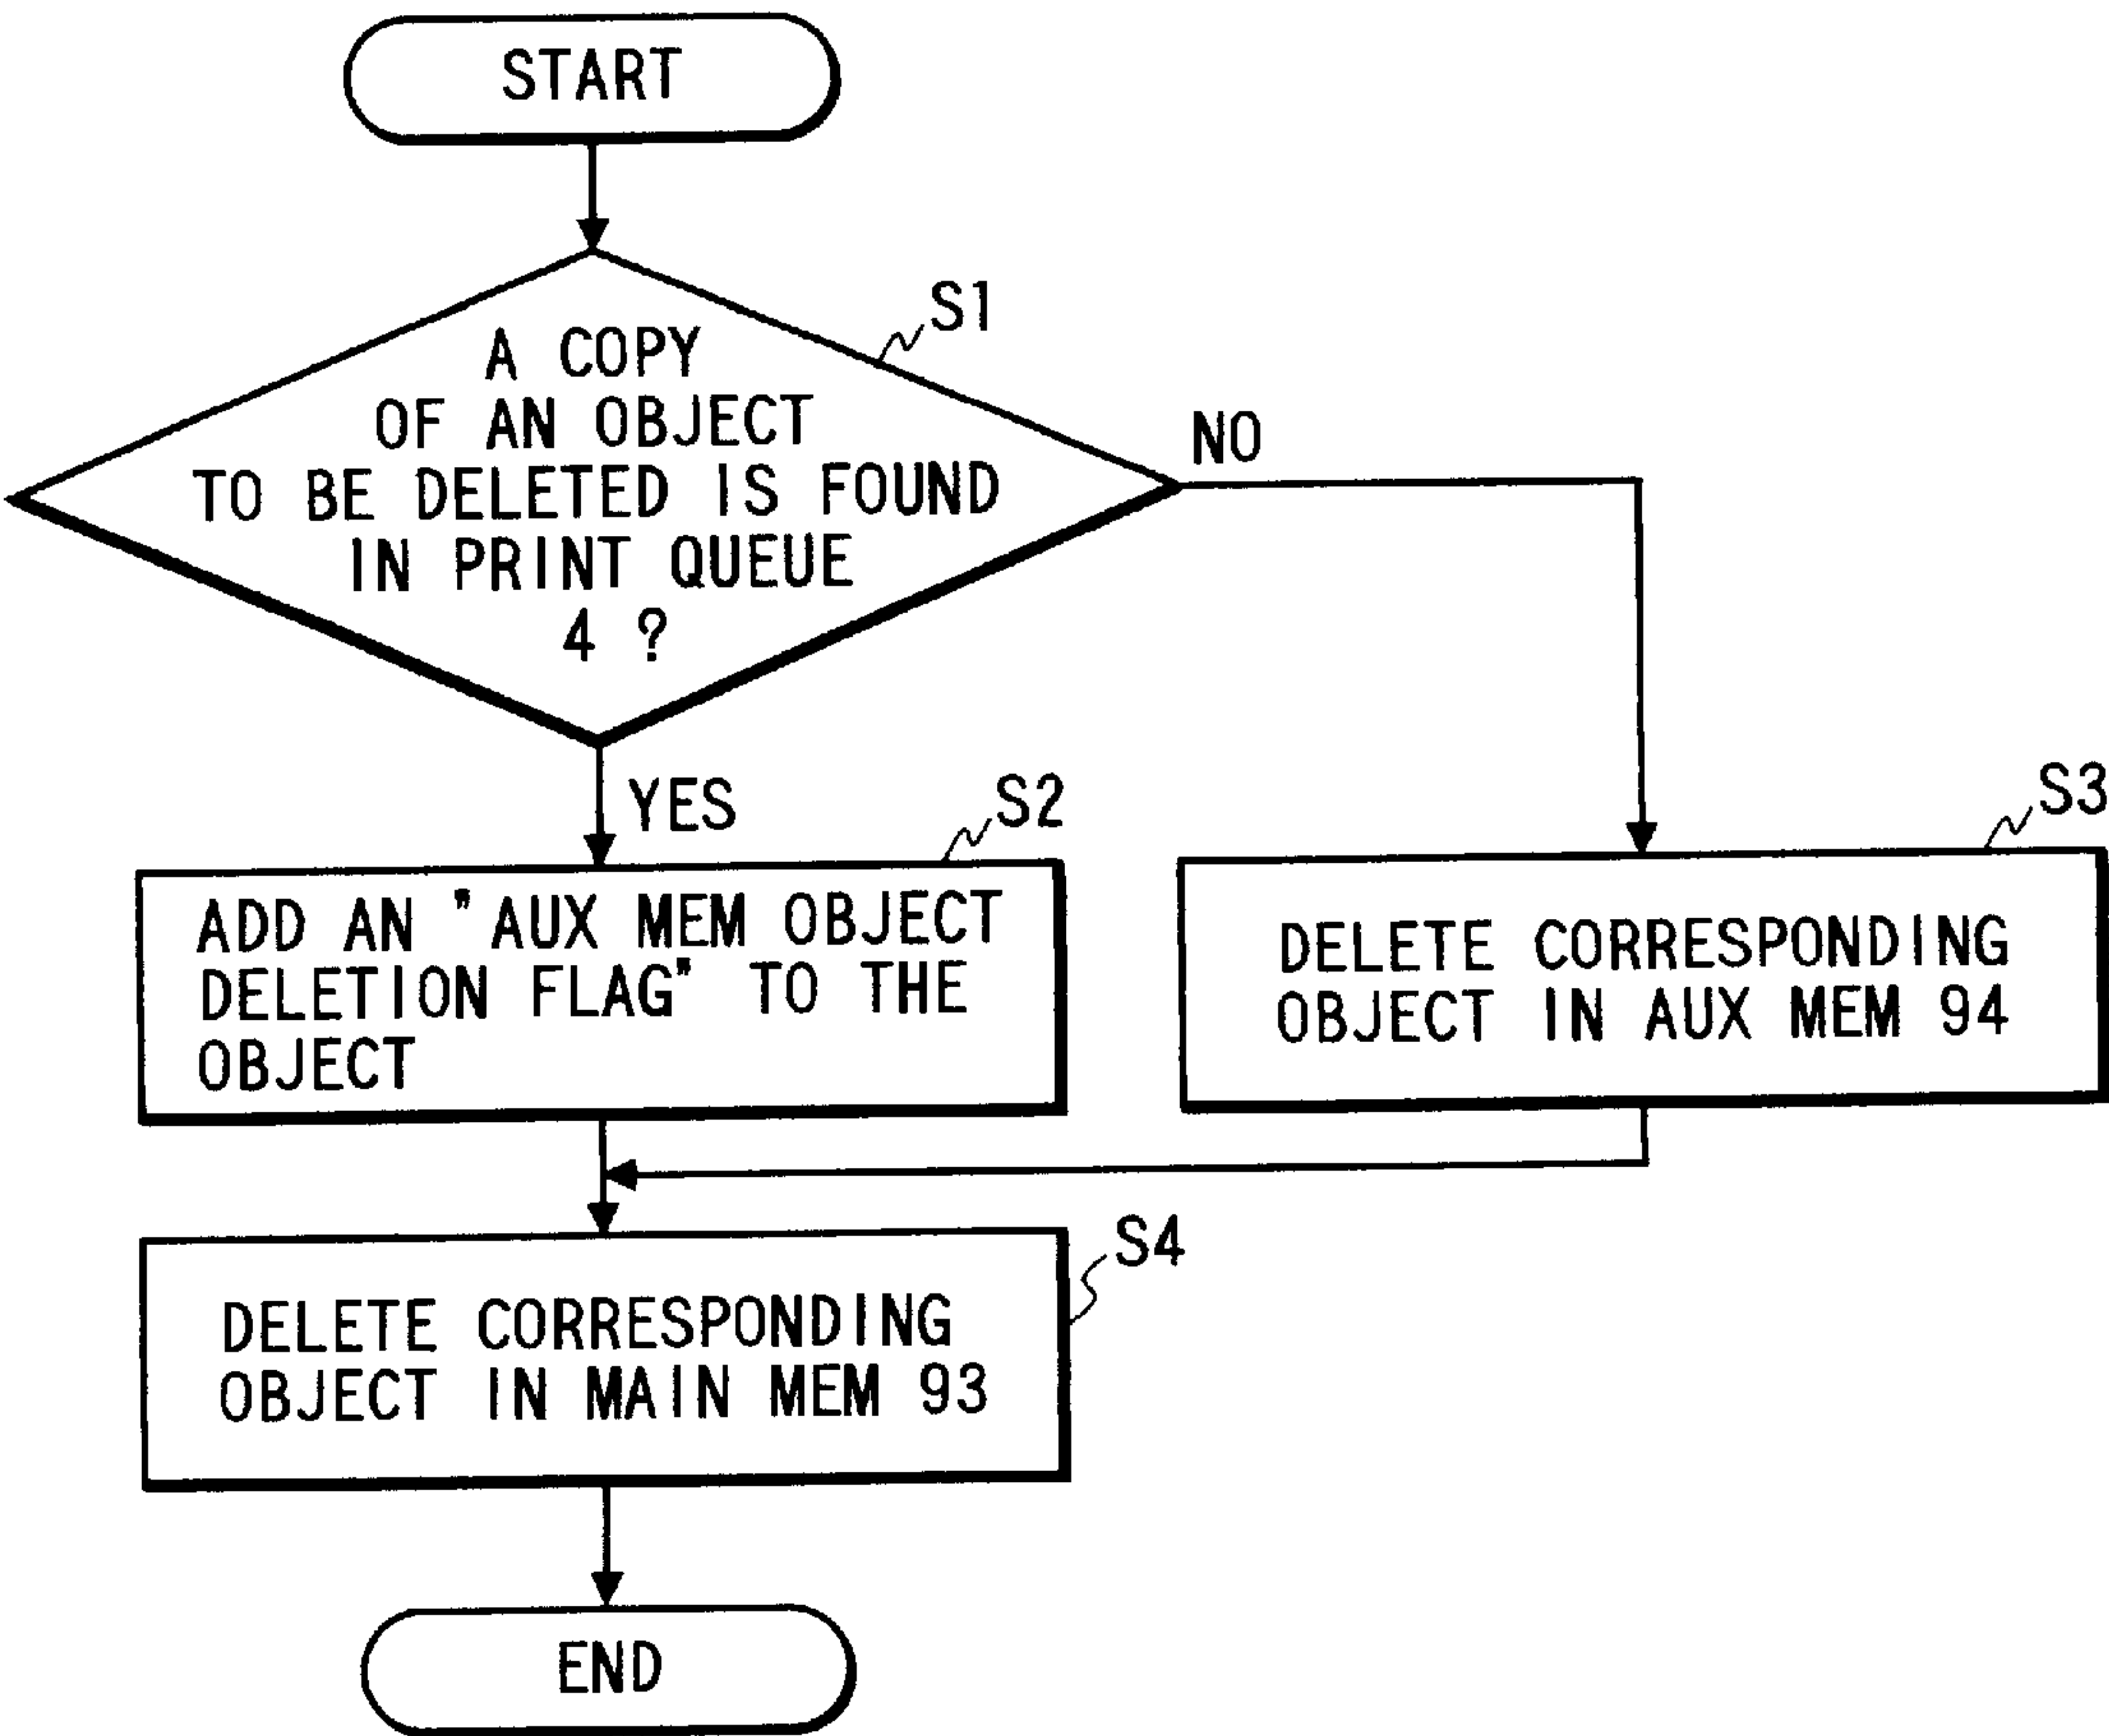 START
S1
A COPY
OF AN OBJECT
TO BE DELETED IS FOUND
IN PRINT QUEUE
4 ?
NO
YES
S2
ADD AN "AUX MEM OBJECT
DELETION FLAG" TO THE
OBJECT
S3
DELETE CORRESPONDING
OBJECT IN AUX MEM 94
S4
DELETE CORRESPONDING
OBJECT IN MAIN MEM 93
END